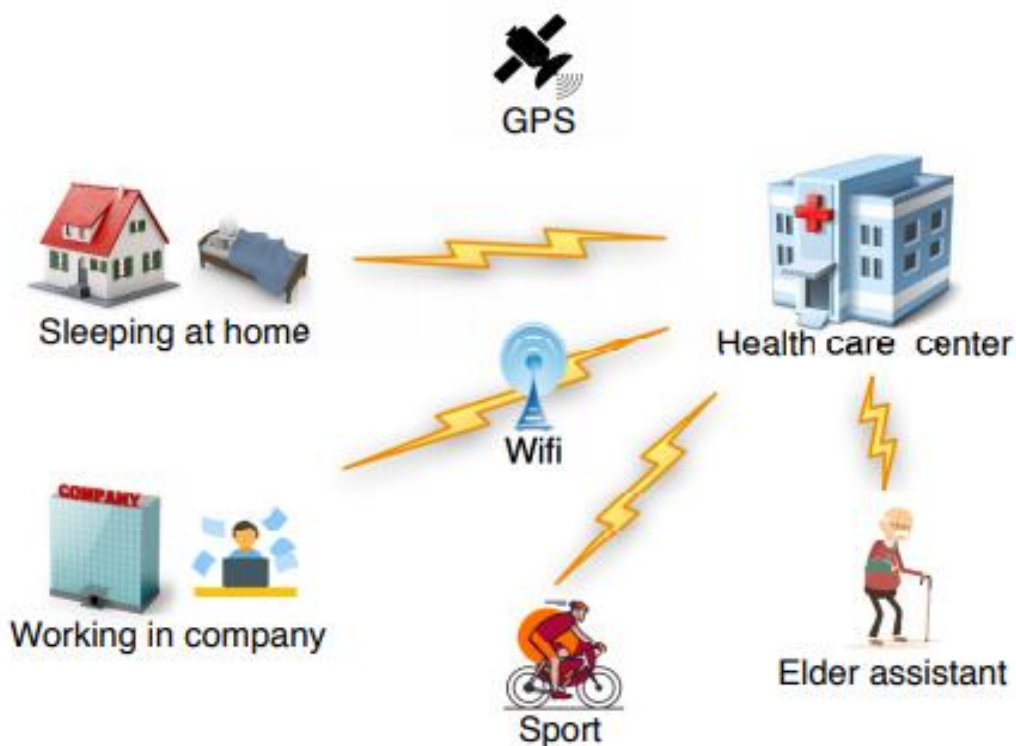 GPS
Sleeping at home
Health care center
Wifi
COMPANY
Working in company
Elder assistant
Sport